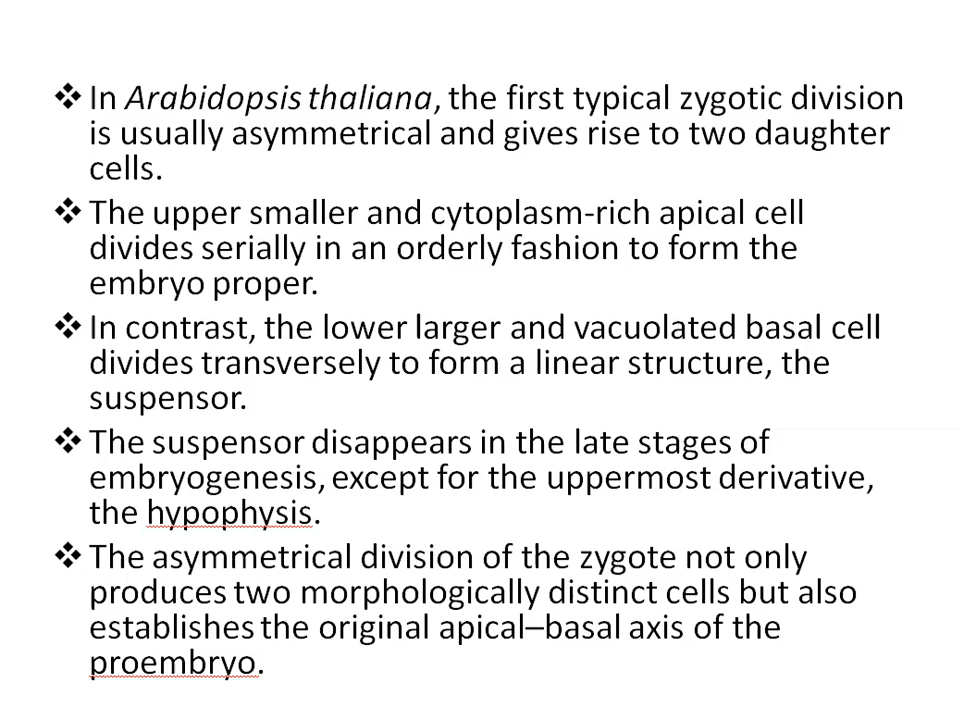 ❖ In Arabidopsis thaliana, the first typical zygotic division
is usually asymmetrical and gives rise to two daughter
cells.
❖ The upper smaller and cytoplasm-rich apical cell
divides serially in an orderly fashion to form the
embryo proper.
❖ In contrast, the lower larger and vacuolated basal cell
divides transversely to form a linear structure, the
suspensor.
❖ The suspensor disappears in the late stages of
embryogenesis, except for the uppermost derivative,
the hypophysis.
❖ The asymmetrical division of the zygote not only
produces two morphologically distinct cells but also
establishes the original apical–basal axis of the
proembryo.